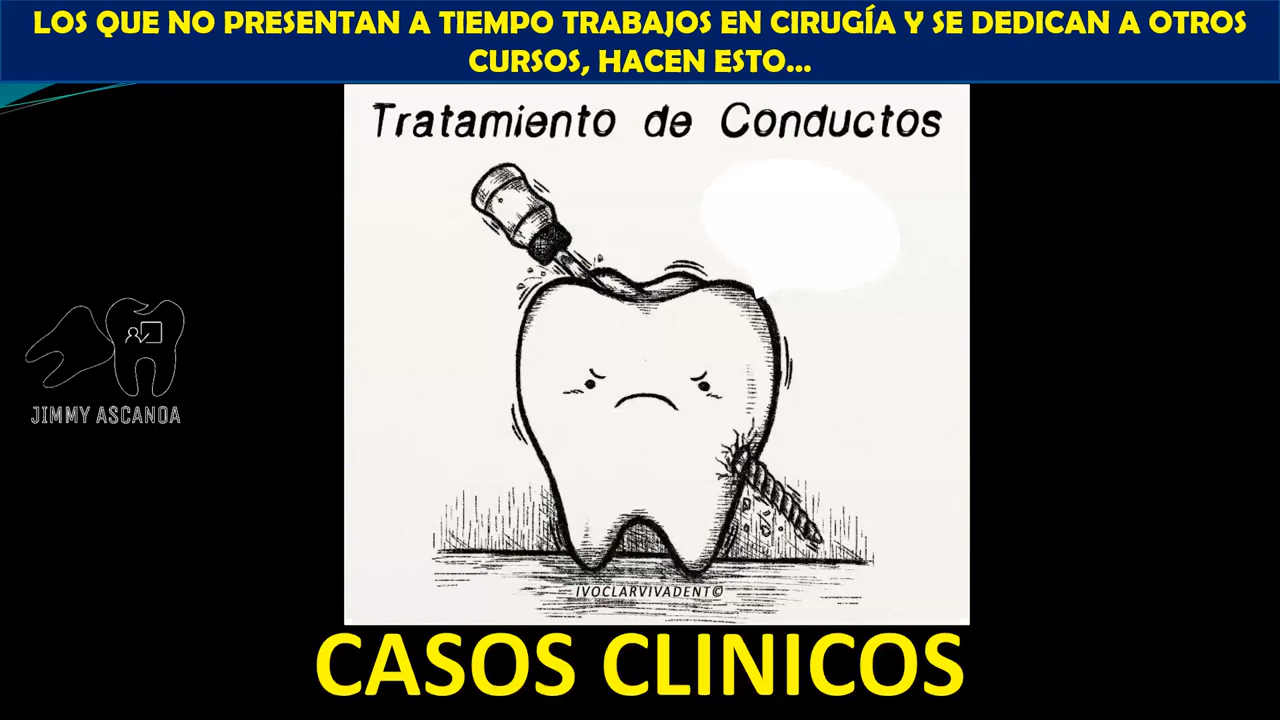 LOS QUE NO PRESENTAN A TIEMPO TRABAJOS EN CIRUGÍA Y SE DEDICAN A OTROS
CURSOS, HACEN ESTO...
Tratamiento de Conductos
JIMMY ASCANOA
IVOCLARVIVADENT©
CASOS CLINICOS